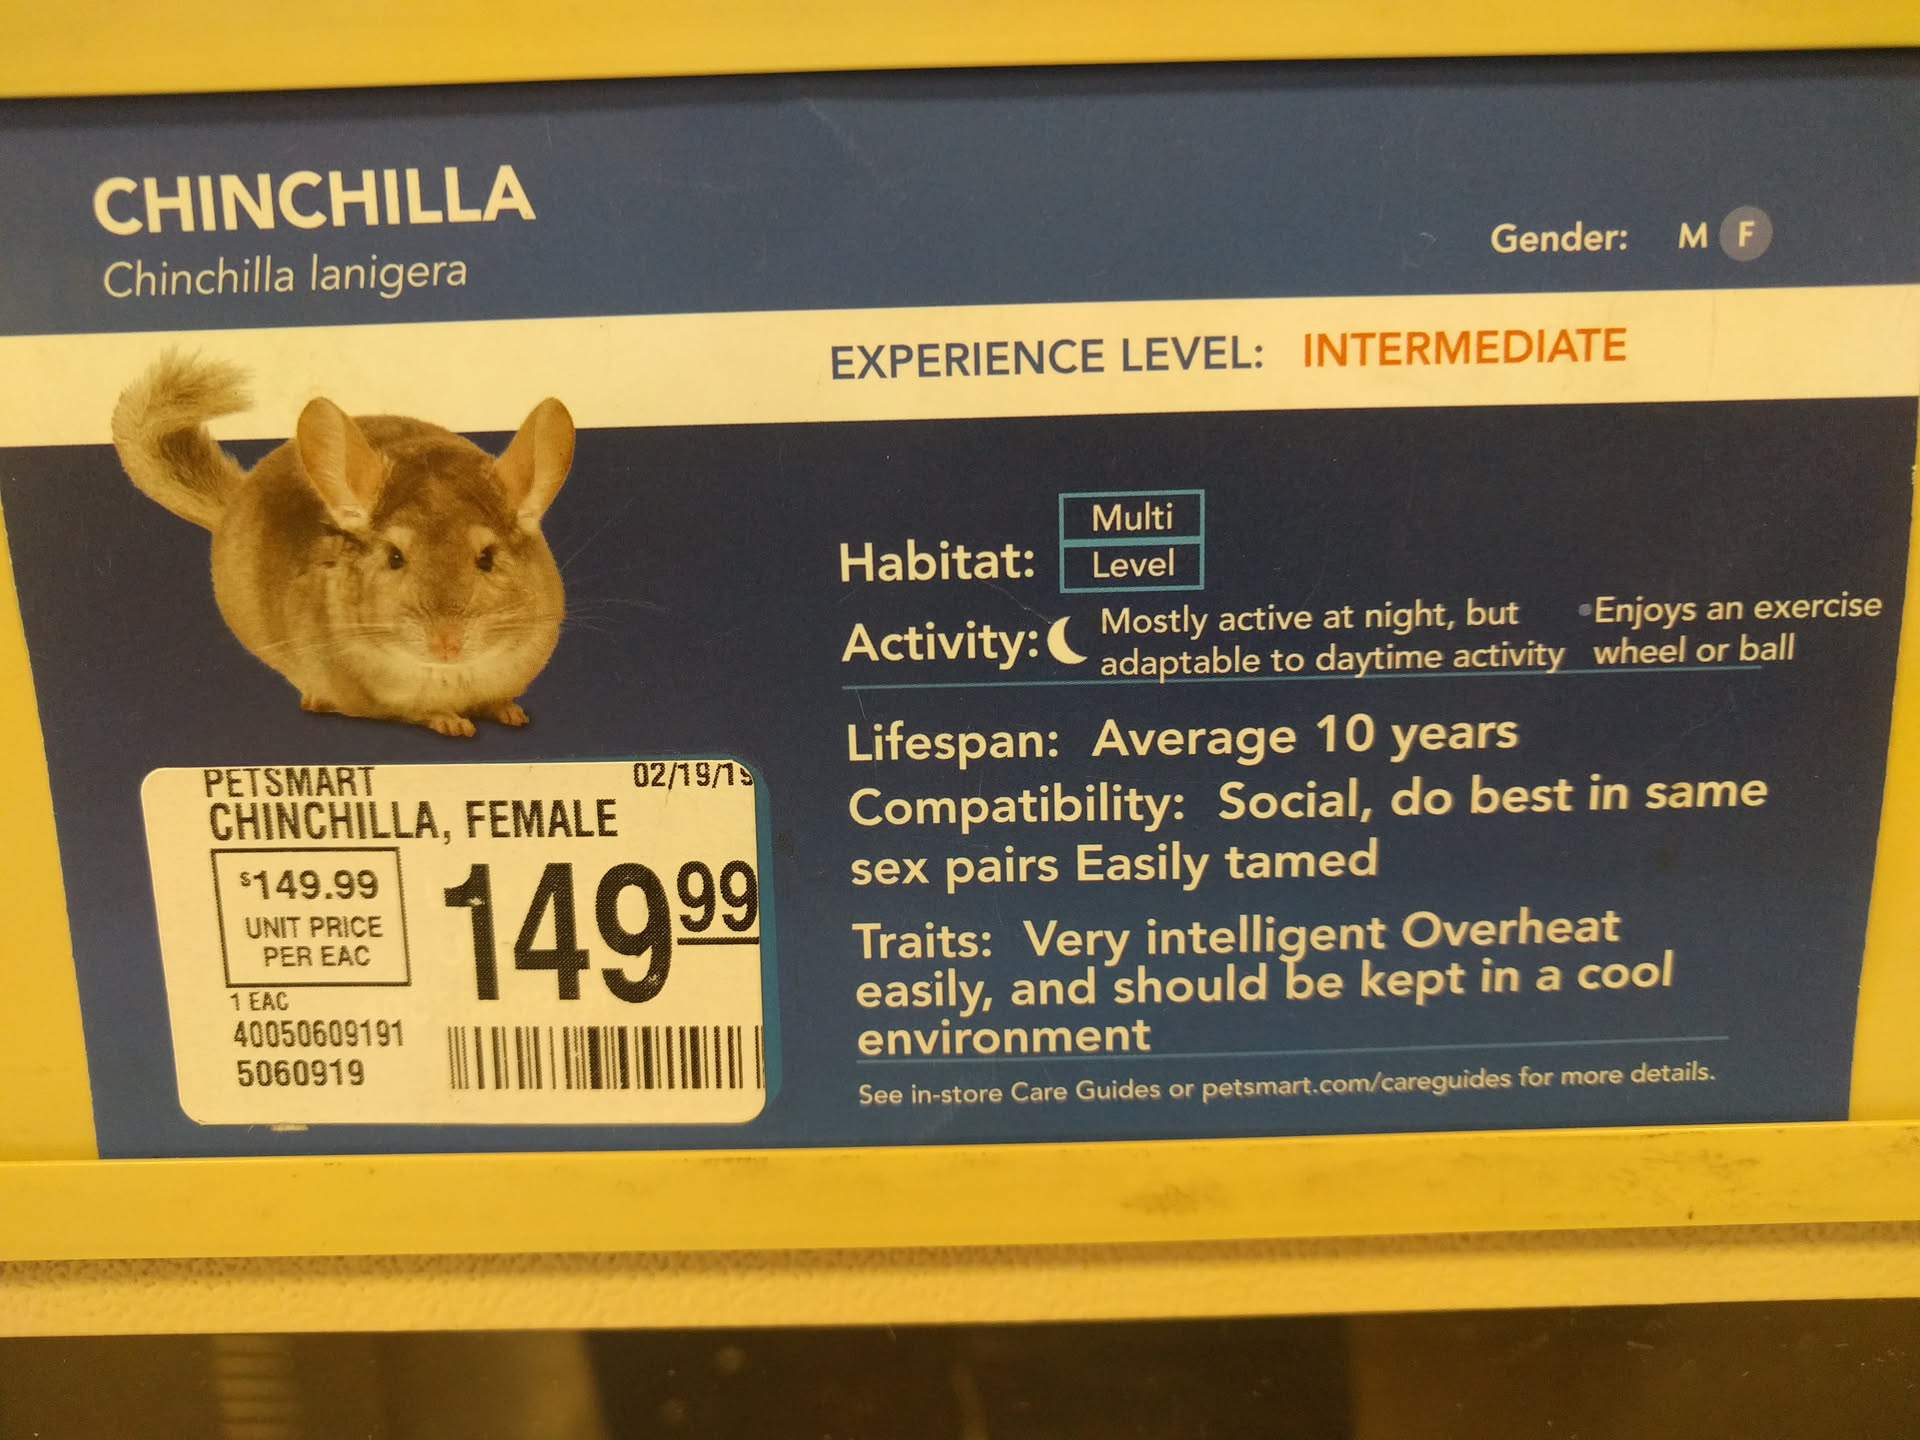 CHINCHILLA
Chinchilla lanigera
Gender: M F
EXPERIENCE LEVEL: INTERMEDIATE
Habitat: Multi
Level
Activity: Mostly active at night, but
adaptable to daytime activity
•Enjoys an exercise
wheel or ball
Lifespan: Average 10 years
Compatibility: Social, do best in same
sex pairs Easily tamed
Traits: Very intelligent Overheat
easily, and should be kept in a cool
environment
See in-store Care Guides or petsmart.com/careguides for more details.
PETSMART 02/19/19
CHINCHILLA, FEMALE
$149.99
UNIT PRICE
PER EAC
149 99
1 EAC
40050609191
5060919